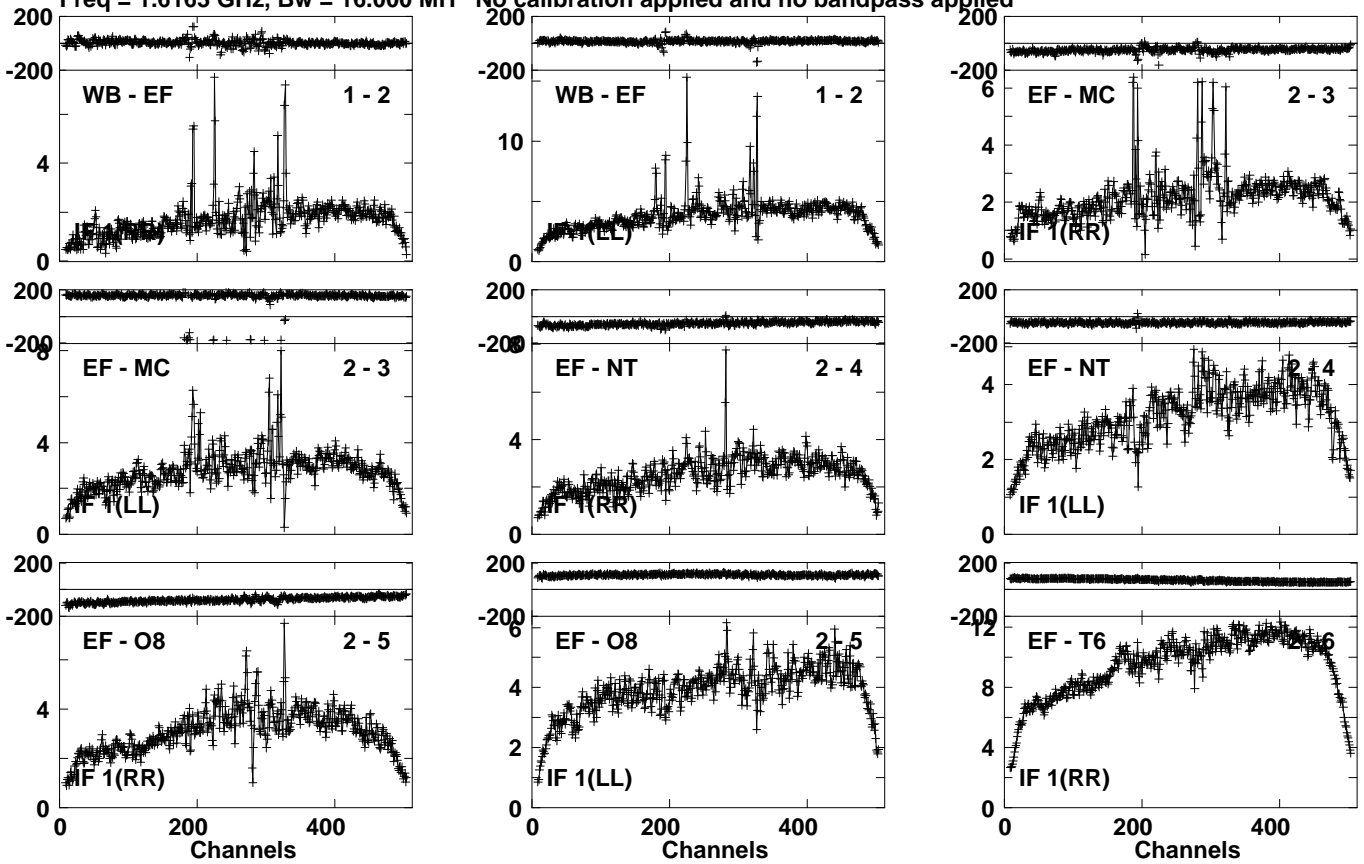 Freq = 1.6163 GHz, Bw = 16.000 MH No calibration applied and no bandpass applied
200
-200
WB - EF 1 - 2
4
0
IF 1
200
-200
WB - EF 1 - 2
10
0
IF 1(LL)
200
-200
EF - MC 2 - 3
6
4
2
0
IF 1(RR)
200
-200
8
EF - MC 2 - 3
4
0
IF 1(LL)
200
-200
8
EF - NT 2 - 4
4
0
IF 1(RR)
200
-200
EF - NT 2 - 4
4
2
0
IF 1(LL)
200
-200
EF - O8 2 - 5
4
0
IF 1(RR)
0 200 400
Channels
200
-200
6
EF - O8 2 - 5
4
2
0
IF 1(LL)
0 200 400
Channels
200
-200
12
EF - T6 2 - 6
8
4
0
IF 1(RR)
0 200 400
Channels